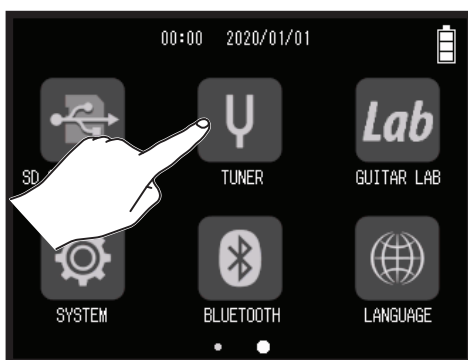 00:00 2020/01/01
Lab
SD
TUNER
GUITAR LAB
SYSTEM
BLUETOOTH
LANGUAGE